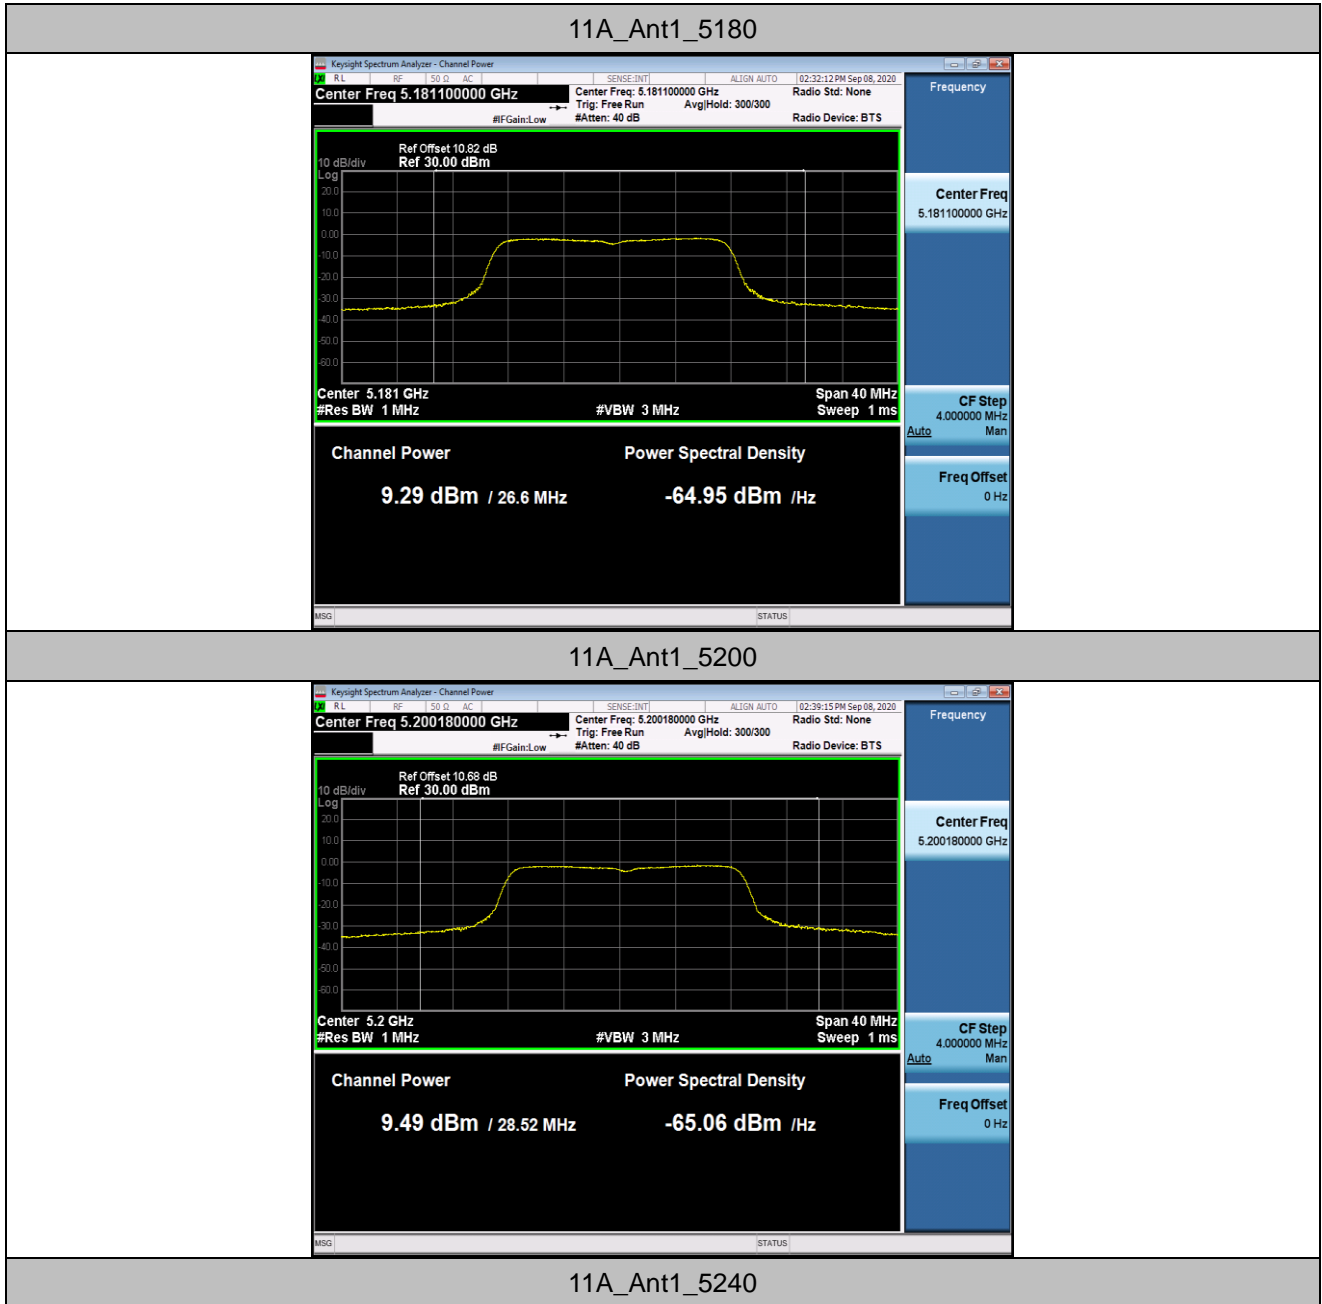 11A_Ant1_5180
Keysight Spectrum Analyzer - Channel Power
RL RF 50 Ω AC SENSE:INT ALIGN AUTO 02:32:12 PM Sep 08, 2020
Center Freq 5.181100000 GHz
Center Freq: 5.181100000 GHz Radio Std: None
Trig: Free Run Avg|Hold: 300/300
#IFGain:Low #Atten: 40 dB Radio Device: BTS
Frequency
Ref Offset 10.82 dB
10 dB/div Ref 30.00 dBm
Log
20.0
10.0
0.00
-10.0
-20.0
-30.0
-40.0
-50.0
-60.0
Center 5.181 GHz Span 40 MHz
#Res BW 1 MHz #VBW 3 MHz Sweep 1 ms
Center Freq
5.181100000 GHz
CF Step
4.000000 MHz
Auto Man
Freq Offset
0 Hz
Channel Power Power Spectral Density
9.29 dBm / 26.6 MHz -64.95 dBm /Hz
MSG STATUS
11A_Ant1_5200
Keysight Spectrum Analyzer - Channel Power
RL RF 50 Ω AC SENSE:INT ALIGN AUTO 02:39:15 PM Sep 08, 2020
Center Freq 5.200180000 GHz
Center Freq: 5.200180000 GHz Radio Std: None
Trig: Free Run Avg|Hold: 300/300
#IFGain:Low #Atten: 40 dB Radio Device: BTS
Frequency
Ref Offset 10.68 dB
10 dB/div Ref 30.00 dBm
Log
20.0
10.0
0.00
-10.0
-20.0
-30.0
-40.0
-50.0
-60.0
Center 5.2 GHz Span 40 MHz
#Res BW 1 MHz #VBW 3 MHz Sweep 1 ms
Center Freq
5.200180000 GHz
CF Step
4.000000 MHz
Auto Man
Freq Offset
0 Hz
Channel Power Power Spectral Density
9.49 dBm / 28.52 MHz -65.06 dBm /Hz
MSG STATUS
11A_Ant1_5240